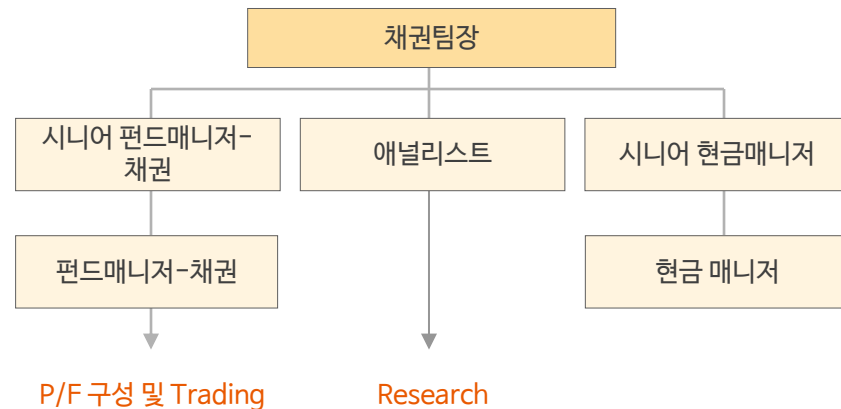 채권팀장
시니어 펀드매니저-
채권
애널리스트
시니어 현금매니저
펀드매니저-채권
현금 매니저
P/F 구성 및 Trading
Research